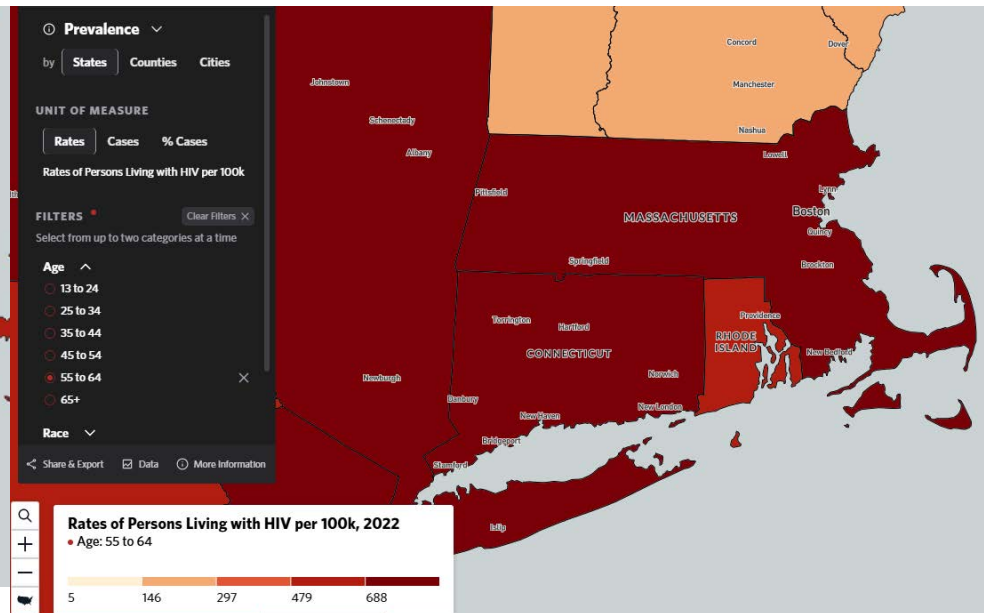 Prevalence
by States Counties Cities
UNIT OF MEASURE
Rates Cases % Cases
Rates of Persons Living with HIV per 100k
FILTERS
Clear Filters
Select from up to two categories at a time
Age
13 to 24
25 to 34
35 to 44
45 to 54
55 to 64
65+
Race
Share & Export Data More Information
Rates of Persons Living with HIV per 100k, 2022
• Age: 55 to 64
5 146 297 479 688
Concord
Dover
Johnstown
Manchester
Schenectady
Nashua
Albany
Lowell
Pittsfield
Lynn
MASSACHUSETTS
Boston
Quincy
Springfield
Brockton
Torrington
Hartford
Providence
RHODE
ISLAND
CONNECTICUT
New Bedford
Newburgh
Norwich
Danbury
New London
New Haven
Bridgeport
Stamford
Islip